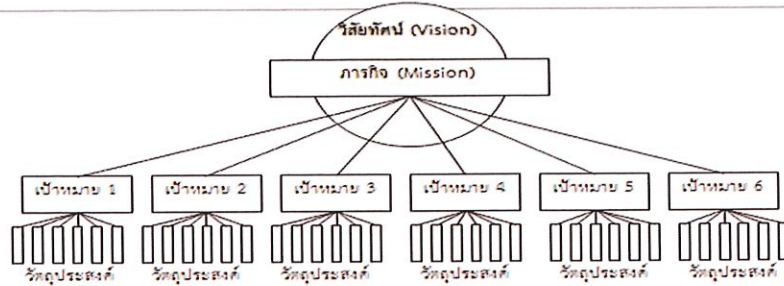 วิสัยทัศน์ (Vision)
ภารกิจ (Mission)
เป้าหมาย 1 เป้าหมาย 2 เป้าหมาย 3 เป้าหมาย 4 เป้าหมาย 5 เป้าหมาย 6
วัตถุประสงค์ วัตถุประสงค์ วัตถุประสงค์ วัตถุประสงค์ วัตถุประสงค์ วัตถุประสงค์